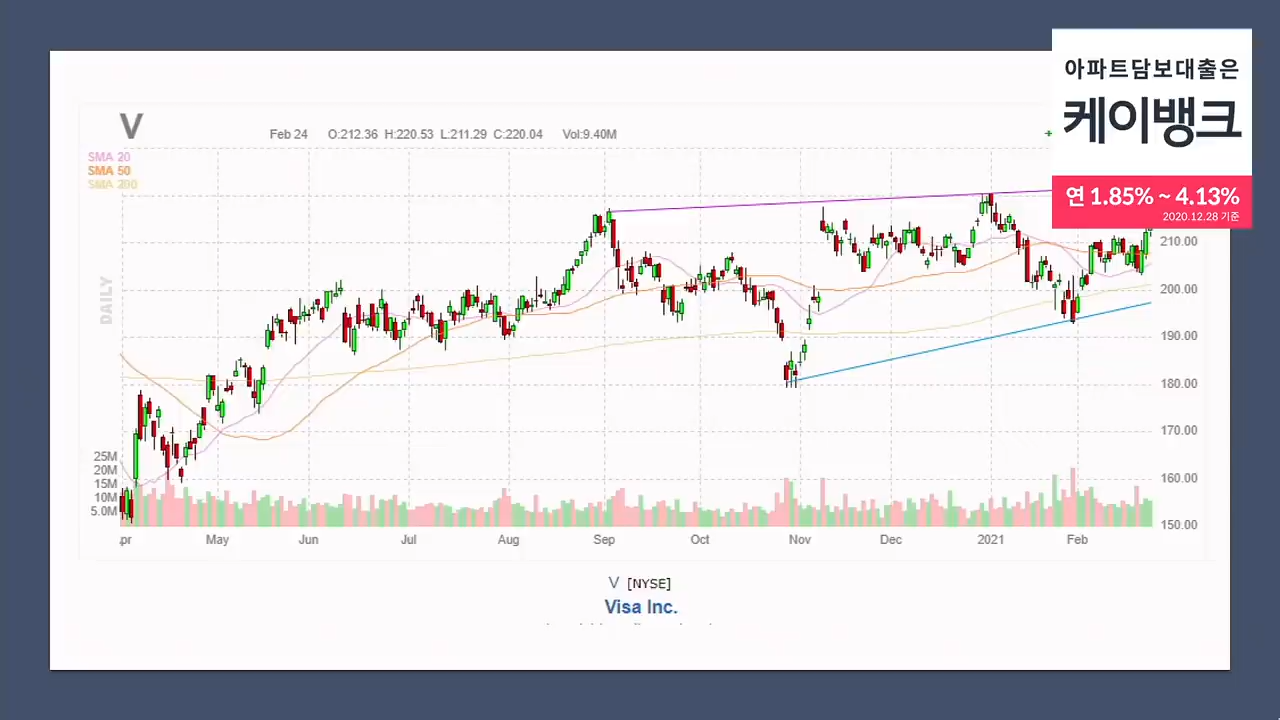 아파트담보대출은
케이뱅크
연 1.85% ~ 4.13%
2020.12.28 기준
V
Feb 24 O:212.36 H:220.53 L:211.29 C:220.04 Vol:9.40M
SMA 20
SMA 50
SMA 200
DAILY
210.00
200.00
190.00
180.00
170.00
160.00
150.00
25M
20M
15M
10M
5.0M
pr May Jun Jul Aug Sep Oct Nov Dec 2021 Feb
V [NYSE]
Visa Inc.